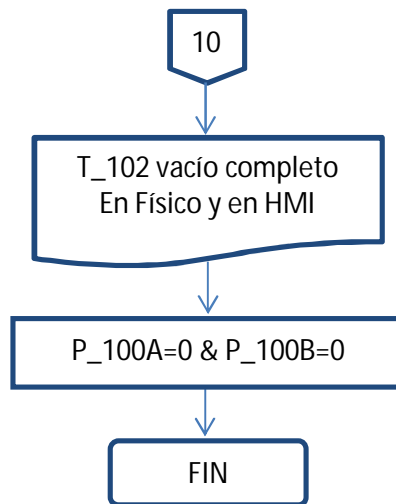 10
T_102 vacío completo
En Físico y en HMI
P_100A=0 & P_100B=0
FIN